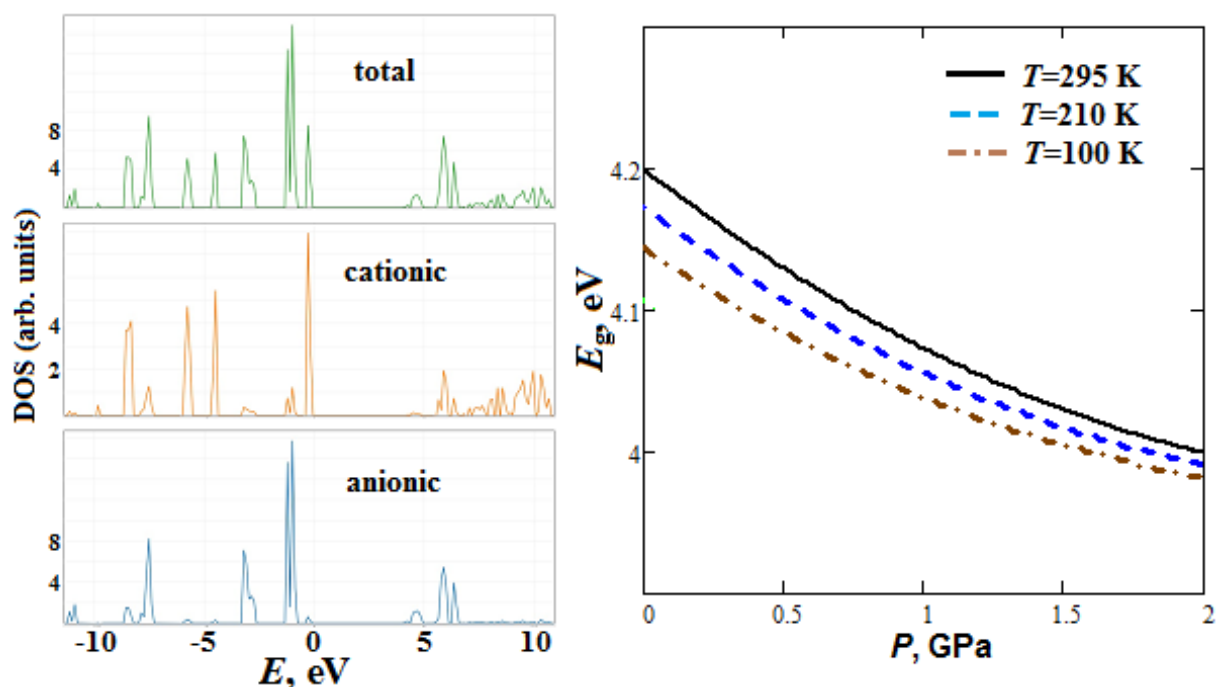 total
8
4
cationic
4
2
anionic
8
4
DOS (arb. units)
-10 -5 0 5 10
E, eV
T=295 K
T=210 K
T=100 K
4.2
4.1
4
Eg, eV
0 0.5 1 1.5 2
P, GPa